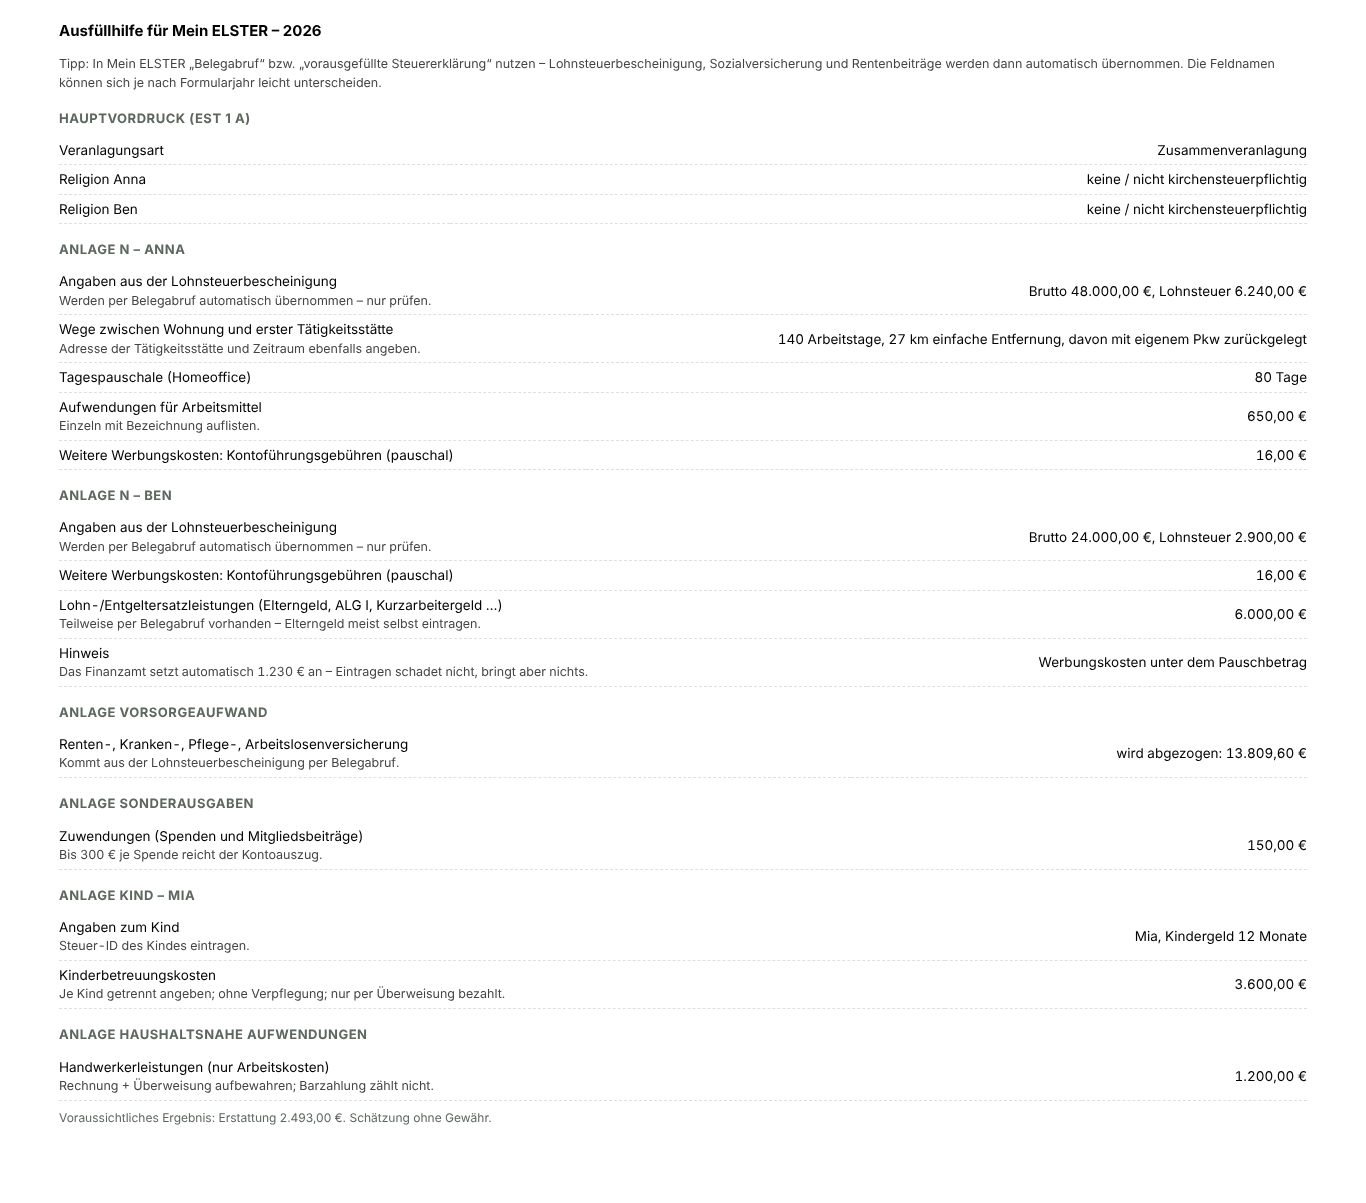 Ausfüllhilfe für Mein ELSTER – 2026
Tipp: In Mein ELSTER „Belegabruf“ bzw. „vorausgefüllte Steuererklärung“ nutzen – Lohnsteuerbescheinigung, Sozialversicherung und Rentenbeiträge werden dann automatisch übernommen. Die Feldnamen
können sich je nach Formularjahr leicht unterscheiden.
HAUPTVORDRUCK (EST 1 A)
Veranlagungsart Zusammenveranlagung
Religion Anna keine / nicht kirchensteuerpflichtig
Religion Ben keine / nicht kirchensteuerpflichtig
ANLAGE N – ANNA
Angaben aus der Lohnsteuerbescheinigung
Werden per Belegabruf automatisch übernommen – nur prüfen.
Brutto 48.000,00 €, Lohnsteuer 6.240,00 €
Wege zwischen Wohnung und erster Tätigkeitsstätte
Adresse der Tätigkeitsstätte und Zeitraum ebenfalls angeben.
140 Arbeitstage, 27 km einfache Entfernung, davon mit eigenem Pkw zurückgelegt
Tagespauschale (Homeoffice) 80 Tage
Aufwendungen für Arbeitsmittel
Einzeln mit Bezeichnung auflisten.
650,00 €
Weitere Werbungskosten: Kontoführungsgebühren (pauschal) 16,00 €
ANLAGE N – BEN
Angaben aus der Lohnsteuerbescheinigung
Werden per Belegabruf automatisch übernommen – nur prüfen.
Brutto 24.000,00 €, Lohnsteuer 2.900,00 €
Weitere Werbungskosten: Kontoführungsgebühren (pauschal) 16,00 €
Lohn-/Entgeltersatzleistungen (Elterngeld, ALG I, Kurzarbeitergeld …)
Teilweise per Belegabruf vorhanden – Elterngeld meist selbst eintragen.
6.000,00 €
Hinweis
Das Finanzamt setzt automatisch 1.230 € an – Eintragen schadet nicht, bringt aber nichts.
Werbungskosten unter dem Pauschbetrag
ANLAGE VORSORGEAUFWAND
Renten-, Kranken-, Pflege-, Arbeitslosenversicherung
Kommt aus der Lohnsteuerbescheinigung per Belegabruf.
wird abgezogen: 13.809,60 €
ANLAGE SONDERAUSGABEN
Zuwendungen (Spenden und Mitgliedsbeiträge)
Bis 300 € je Spende reicht der Kontoauszug.
150,00 €
ANLAGE KIND – MIA
Angaben zum Kind
Steuer-ID des Kindes eintragen.
Mia, Kindergeld 12 Monate
Kinderbetreuungskosten
Je Kind getrennt angeben; ohne Verpflegung; nur per Überweisung bezahlt.
3.600,00 €
ANLAGE HAUSHALTSNAHE AUFWENDUNGEN
Handwerkerleistungen (nur Arbeitskosten)
Rechnung + Überweisung aufbewahren; Barzahlung zählt nicht.
1.200,00 €
Voraussichtliches Ergebnis: Erstattung 2.493,00 €. Schätzung ohne Gewähr.